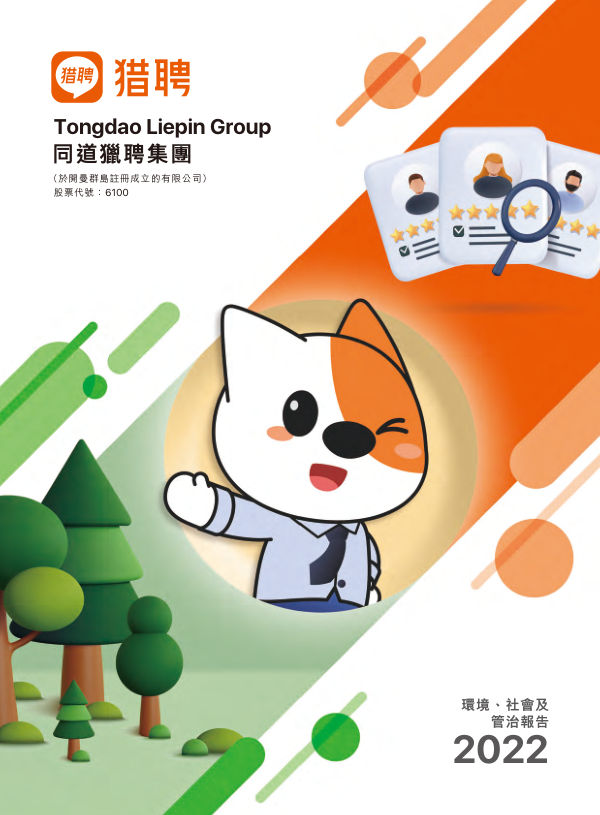 猎聘 猎聘
Tongdao Liepin Group
同道獵聘集團
（於開曼群島註冊成立的有限公司）
股票代號：6100
環境、社會及
管治報告
2022